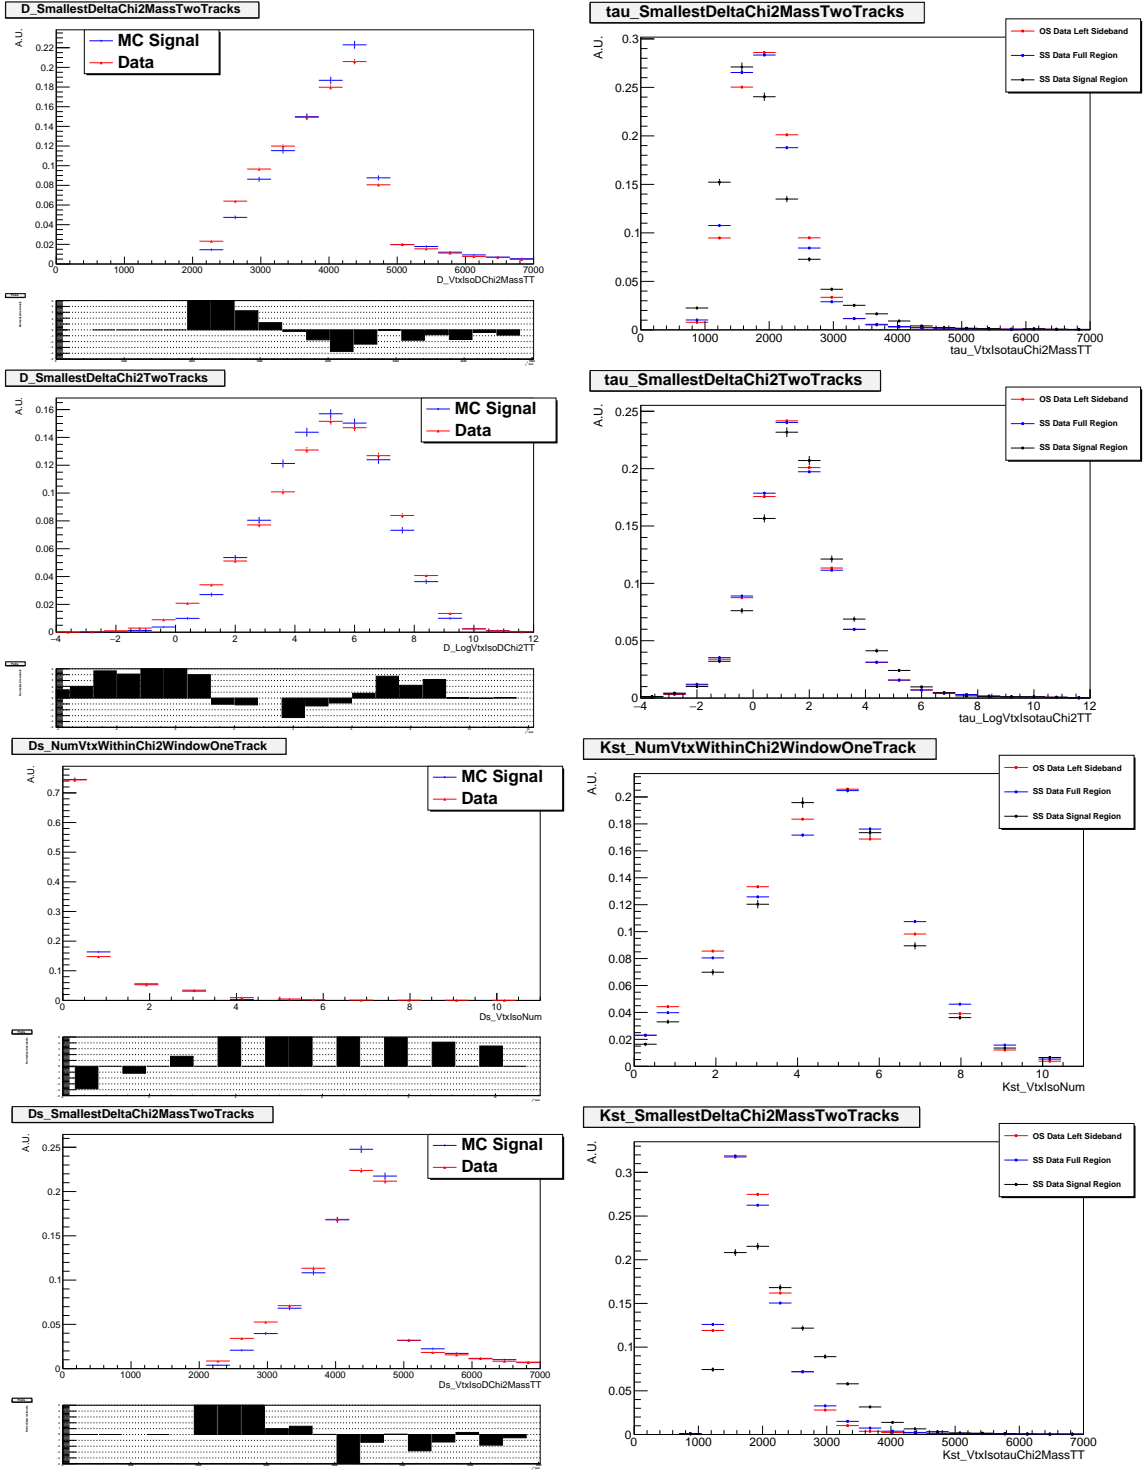 D_SmallestDeltaChi2MassTwoTracks
A.U.
MC Signal
Data
0.22
0.2
0.18
0.16
0.14
0.12
0.1
0.08
0.06
0.04
0.02
0
0 1000 2000 3000 4000 5000 6000 7000
D_VtxIsoDChi2MassTT
tau_SmallestDeltaChi2MassTwoTracks
A.U.
OS Data Left Sideband
SS Data Full Region
SS Data Signal Region
0.3
0.25
0.2
0.15
0.1
0.05
0
0 1000 2000 3000 4000 5000 6000 7000
tau_VtxIsotauChi2MassTT
D_SmallestDeltaChi2TwoTracks
A.U.
MC Signal
Data
0.16
0.14
0.12
0.1
0.08
0.06
0.04
0.02
0
−4 −2 0 2 4 6 8 10 12
D_LogVtxIsoDChi2TT
tau_SmallestDeltaChi2TwoTracks
A.U.
OS Data Left Sideband
SS Data Full Region
SS Data Signal Region
0.25
0.2
0.15
0.1
0.05
0
−4 −2 0 2 4 6 8 10 12
tau_LogVtxIsotauChi2TT
Ds_NumVtxWithinChi2WindowOneTrack
A.U.
MC Signal
Data
0.7
0.6
0.5
0.4
0.3
0.2
0.1
0
0 2 4 6 8 10
Ds_VtxIsoNum
Kst_NumVtxWithinChi2WindowOneTrack
A.U.
OS Data Left Sideband
SS Data Full Region
SS Data Signal Region
0.2
0.18
0.16
0.14
0.12
0.1
0.08
0.06
0.04
0.02
0
0 2 4 6 8 10
Kst_VtxIsoNum
Ds_SmallestDeltaChi2MassTwoTracks
A.U.
MC Signal
Data
0.25
0.2
0.15
0.1
0.05
0
0 1000 2000 3000 4000 5000 6000 7000
Ds_VtxIsoDChi2MassTT
Kst_SmallestDeltaChi2MassTwoTracks
A.U.
OS Data Left Sideband
SS Data Full Region
SS Data Signal Region
0.3
0.25
0.2
0.15
0.1
0.05
0
0 1000 2000 3000 4000 5000 6000 7000
Kst_VtxIsotauChi2MassTT